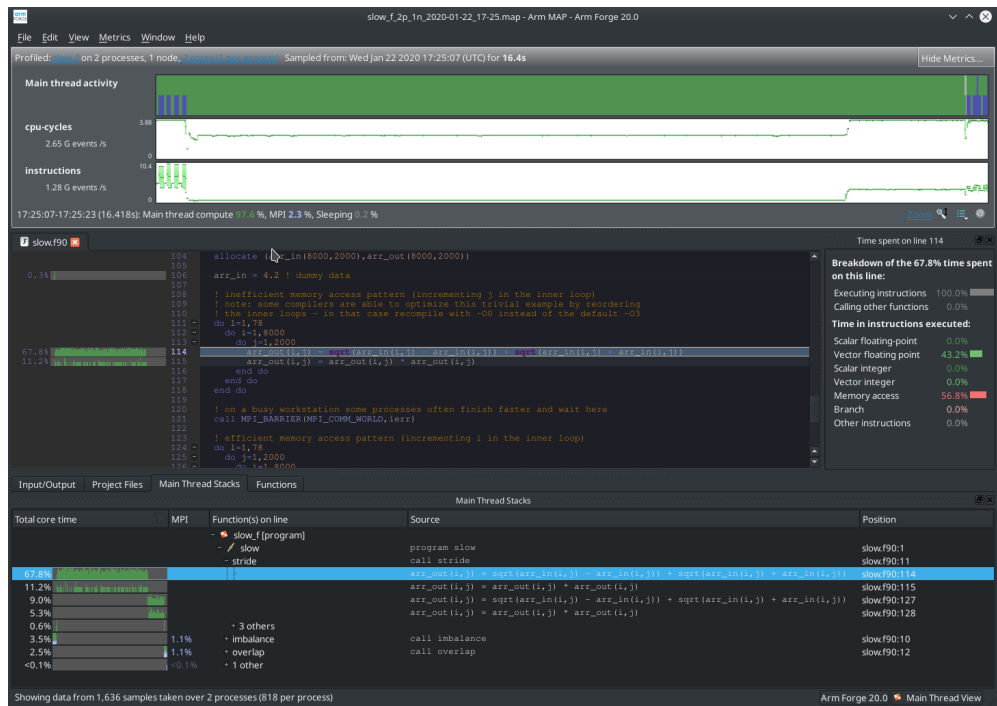 arm FORGE
slow_f_2p_1n_2020-01-22_17-25.map - Arm MAP - Arm Forge 20.0
File Edit View Metrics Window Help
Profiled: slow_f on 2 processes, 1 node, Sampled from: Wed Jan 22 2020 17:25:07 (UTC) for 16.4s
Hide Metrics...
Main thread activity
cpu-cycles
3.88
2.65 G events /s
0
instructions
10.4
1.28 G events /s
0
17:25:07-17:25:23 (16.418s): Main thread compute 97.6 %, MPI 2.3 %, Sleeping 0.2 %
Zoom
slow.f90
Time spent on line 114
104 allocate (arr_in(8000,2000),arr_out(8000,2000))
105
0.3% 106 arr_in = 4.2 ! dummy data
107
108 ! inefficient memory access pattern (incrementing j in the inner loop)
109 ! note: some compilers are able to optimize this trivial example by reordering
110 ! the inner loops - in that case recompile with -O0 instead of the default -O3
111 - do l=1,78
112 - do i=1,8000
113 - do j=1,2000
67.8% 114 arr_out(i,j) = sqrt(arr_in(i,j) - arr_in(i,j)) + sqrt(arr_in(i,j) + arr_in(i,j))
11.2% 115 arr_out(i,j) = arr_out(i,j) * arr_out(i,j)
116 end do
117 end do
118 end do
119
120 ! on a busy workstation some processes often finish faster and wait here
121 call MPI_BARRIER(MPI_COMM_WORLD,ierr)
122
123 ! efficient memory access pattern (incrementing i in the inner loop)
124 - do l=1,78
125 - do j=1,2000
126 - do i=1,8000
Breakdown of the 67.8% time spent on this line:
Executing instructions 100.0%
Calling other functions 0.0%
Time in instructions executed:
Scalar floating-point 0.0%
Vector floating point 43.2%
Scalar integer 0.0%
Vector integer 0.0%
Memory access 56.8%
Branch 0.0%
Other instructions 0.0%
Input/Output Project Files Main Thread Stacks Functions
Main Thread Stacks
Total core time MPI Function(s) on line Source Position
- slow_f [program]
- slow program slow slow.f90:1
- stride call stride slow.f90:11
67.8% arr_out(i,j) = sqrt(arr_in(i,j) - arr_in(i,j)) + sqrt(arr_in(i,j) + arr_in(i,j)) slow.f90:114
11.2% arr_out(i,j) = arr_out(i,j) * arr_out(i,j) slow.f90:115
9.0% arr_out(i,j) = sqrt(arr_in(i,j) - arr_in(i,j)) + sqrt(arr_in(i,j) + arr_in(i,j)) slow.f90:127
5.3% arr_out(i,j) = arr_out(i,j) * arr_out(i,j) slow.f90:128
0.6% + 3 others
3.5% 1.1% + imbalance call imbalance slow.f90:10
2.5% 1.1% + overlap call overlap slow.f90:12
<0.1% <0.1% + 1 other
Showing data from 1,636 samples taken over 2 processes (818 per process)
Arm Forge 20.0 Main Thread View